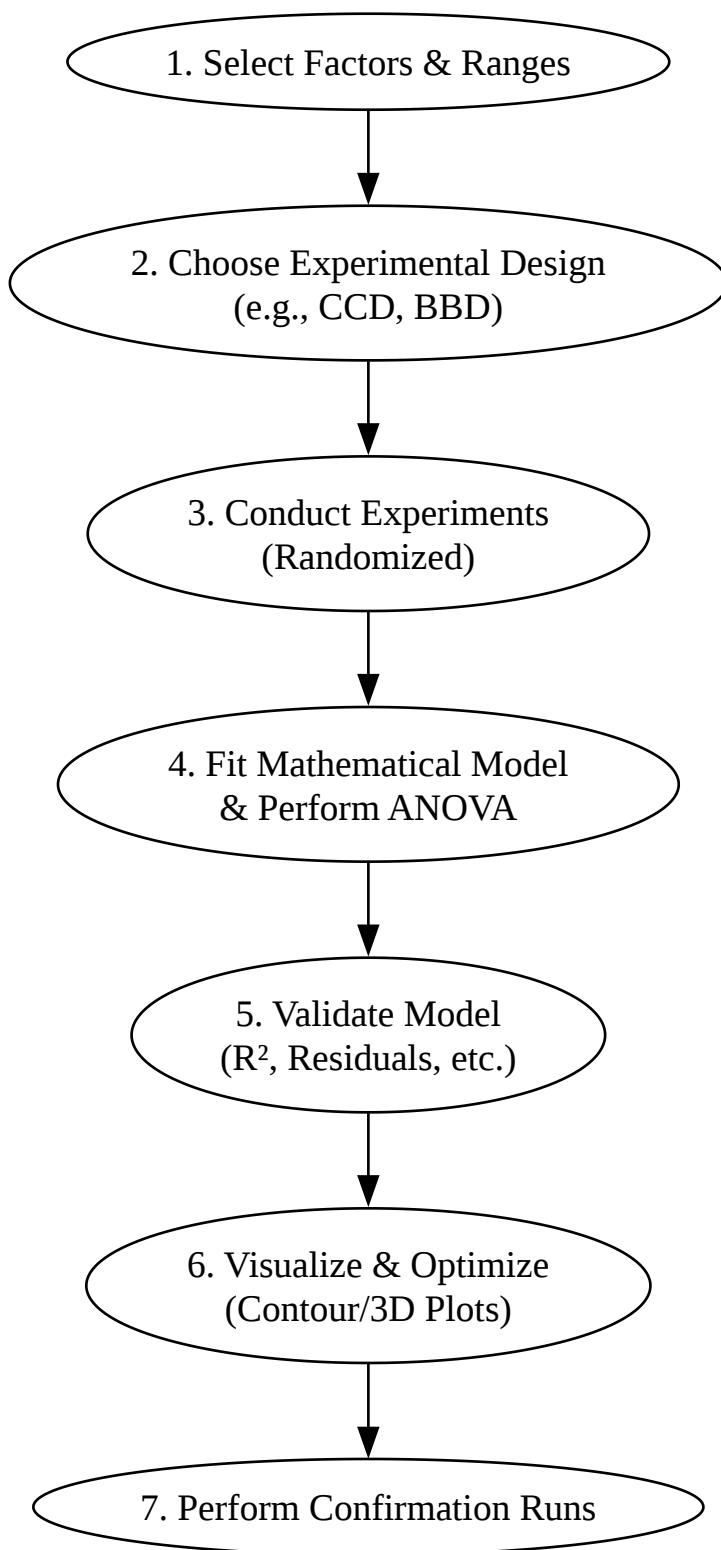 1. Select Factors & Ranges
2. Choose Experimental Design
(e.g., CCD, BBD)
3. Conduct Experiments
(Randomized)
4. Fit Mathematical Model
& Perform ANOVA
5. Validate Model
(R², Residuals, etc.)
6. Visualize & Optimize
(Contour/3D Plots)
7. Perform Confirmation Runs